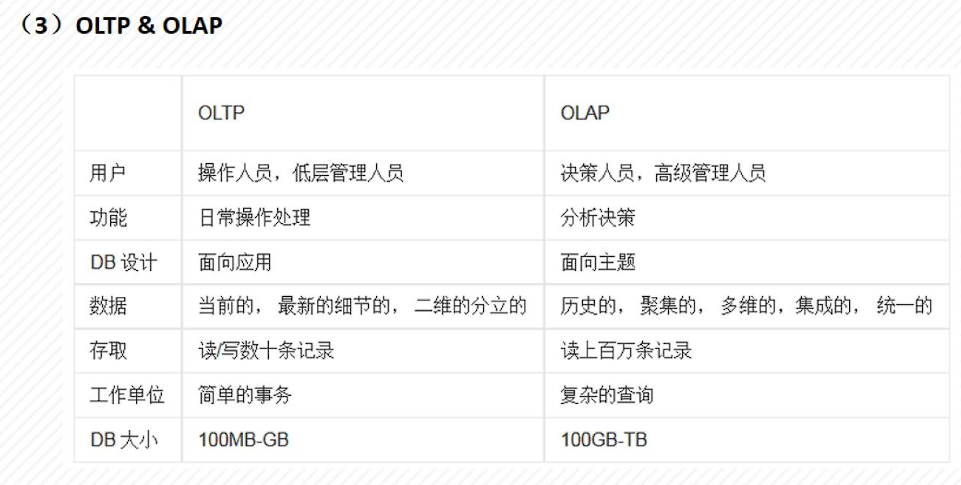 （3）OLTP & OLAP
OLTP OLAP
用户 操作人员，低层管理人员 决策人员，高级管理人员
功能 日常操作处理 分析决策
DB 设计 面向应用 面向主题
数据 当前的， 最新的细节的， 二维的分立的 历史的， 聚集的， 多维的，集成的， 统一的
存取 读/写数十条记录 读上百万条记录
工作单位 简单的事务 复杂的查询
DB 大小 100MB-GB 100GB-TB